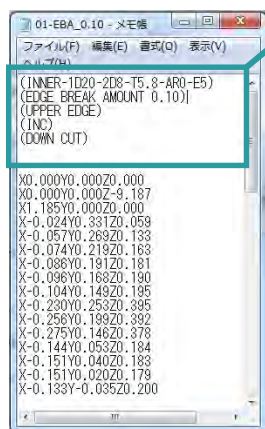 01-EBA_0.10 - メモ帳
ファイル(F) 編集(E) 書式(O) 表示(V)
ヘルプ(H)
(INNER-1D20-2D8-T5.8-AR0-E5)
(EDGE BREAK AMOUNT 0.10)
(UPPER EDGE)
(INC)
(DOWN CUT)
X0.000Y0.000Z0.000
X0.000Y0.000Z-9.187
X1.185Y0.000Z0.000
X-0.024Y0.331Z0.059
X-0.057Y0.269Z0.133
X-0.074Y0.219Z0.163
X-0.086Y0.191Z0.181
X-0.096Y0.168Z0.190
X-0.104Y0.149Z0.195
X-0.230Y0.253Z0.395
X-0.256Y0.199Z0.392
X-0.275Y0.146Z0.378
X-0.144Y0.053Z0.184
X-0.151Y0.040Z0.183
X-0.151Y0.020Z0.179
X-0.133Y-0.035Z0.200